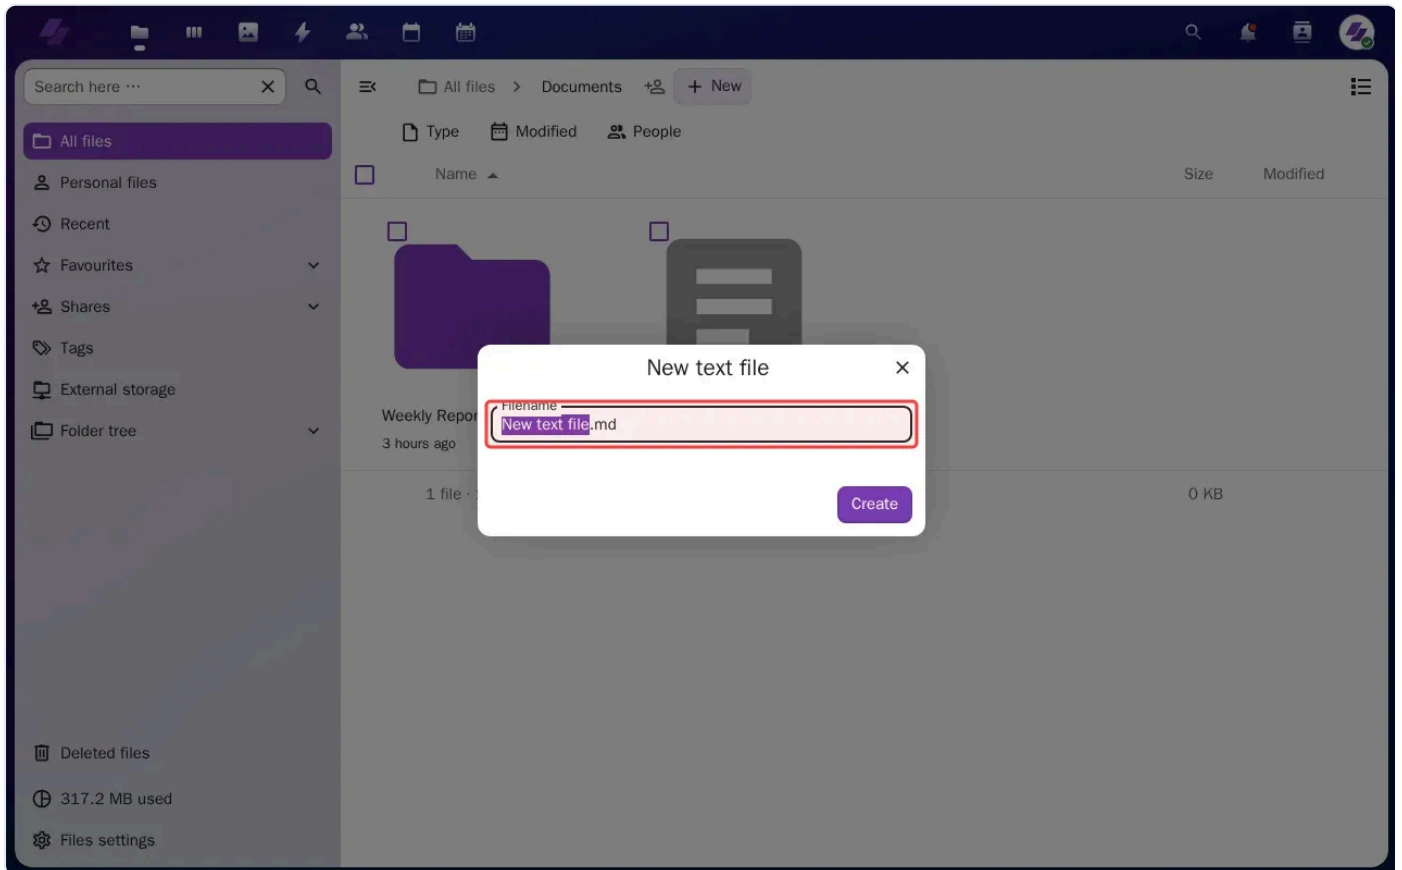 Search here ···
All files > Documents + New
Type Modified People
Name Size Modified
All files
Personal files
Recent
Favourites
Shares
Tags
External storage
Folder tree
Weekly Repor
3 hours ago
1 file ·
0 KB
New text file
Filename
New text file.md
Create
Deleted files
317.2 MB used
Files settings